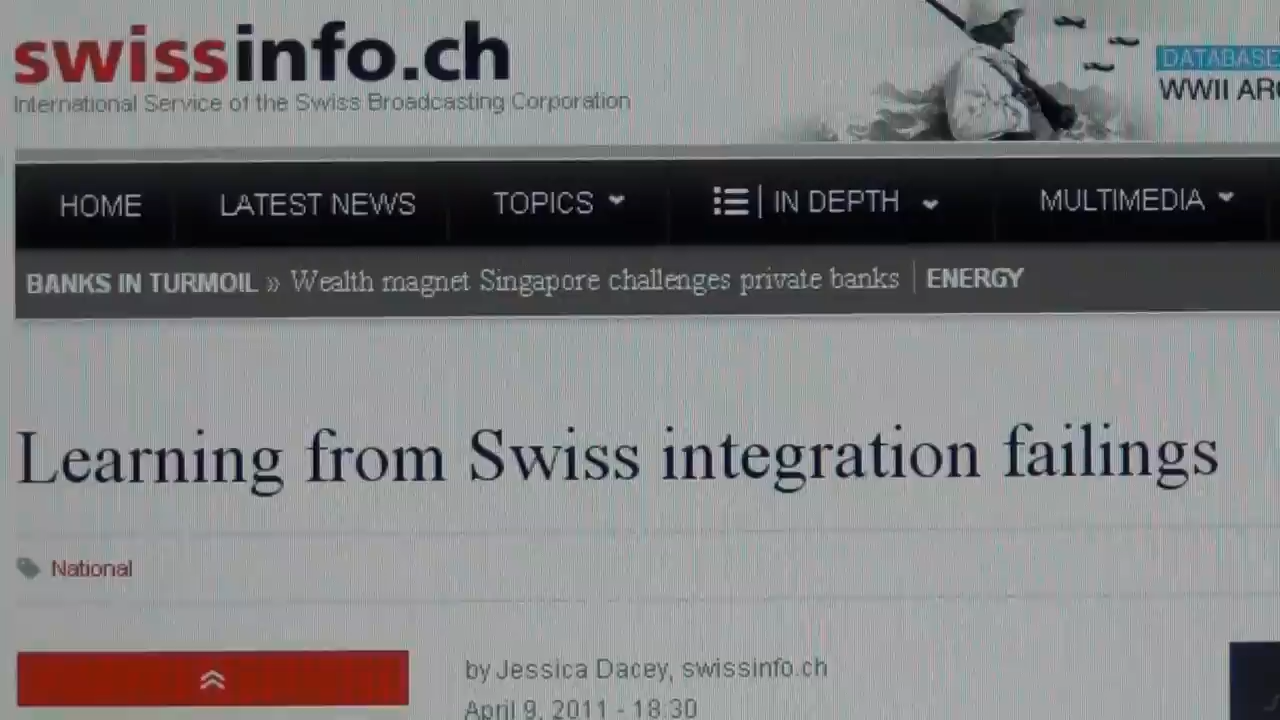 swissinfo.ch
International Service of the Swiss Broadcasting Corporation
DATABASE
WWII
HOME LATEST NEWS TOPICS IN DEPTH MULTIMEDIA
BANKS IN TURMOIL » Wealth magnet Singapore challenges private banks | ENERGY
Learning from Swiss integration failings
National
by Jessica Dacey, swissinfo.ch
April 9, 2011 - 18:30